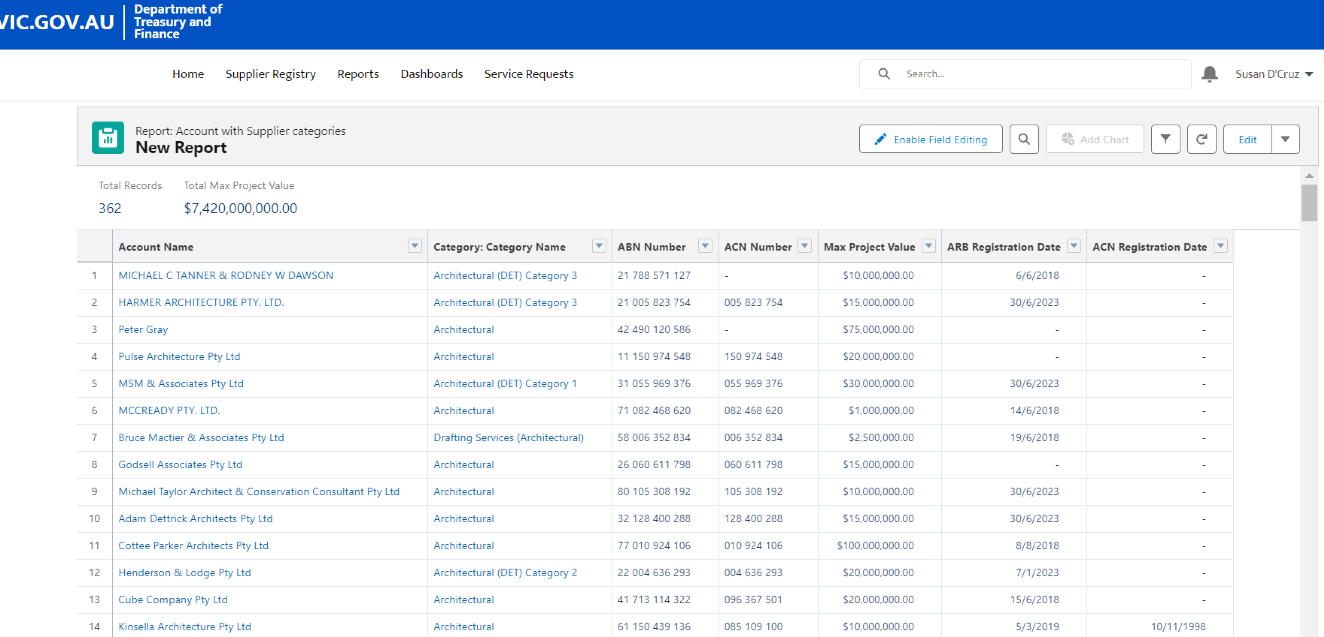 VIC.GOV.AU
Department of
Treasury and
Finance
Home Supplier Registry Reports Dashboards Service Requests Search... Susan D'Cruz
Report: Account with Supplier categories
New Report
Enable Field Editing Add Chart Edit
Total Records Total Max Project Value
362 $7,420,000,000.00
Account Name Category: Category Name ABN Number ACN Number Max Project Value ARB Registration Date ACN Registration Date
1 MICHAEL C TANNER & RODNEY W DAWSON Architectural (DET) Category 3 21 788 571 127 - $10,000,000.00 6/6/2018 -
2 HARMER ARCHITECTURE PTY. LTD. Architectural (DET) Category 3 21 005 823 754 005 823 754 $15,000,000.00 30/6/2023 -
3 Peter Gray Architectural 42 490 120 586 - $75,000,000.00 - -
4 Pulse Architecture Pty Ltd Architectural 11 150 974 548 150 974 548 $20,000,000.00 - -
5 MSM & Associates Pty Ltd Architectural (DET) Category 1 31 055 969 376 055 969 376 $30,000,000.00 30/6/2023 -
6 MCCREADY PTY. LTD. Architectural 71 082 468 620 082 468 620 $1,000,000.00 14/6/2018 -
7 Bruce Mactier & Associates Pty Ltd Drafting Services (Architectural) 58 006 352 834 006 352 834 $2,500,000.00 19/6/2018 -
8 Godsell Associates Pty Ltd Architectural 26 060 611 798 060 611 798 $15,000,000.00 - -
9 Michael Taylor Architect & Conservation Consultant Pty Ltd Architectural 80 105 308 192 105 308 192 $10,000,000.00 30/6/2023 -
10 Adam Dettrick Architects Pty Ltd Architectural 32 128 400 288 128 400 288 $15,000,000.00 30/6/2023 -
11 Cottee Parker Architects Pty Ltd Architectural 77 010 924 106 010 924 106 $100,000,000.00 8/8/2018 -
12 Henderson & Lodge Pty Ltd Architectural (DET) Category 2 22 004 636 293 004 636 293 $20,000,000.00 7/1/2023 -
13 Cube Company Pty Ltd Architectural 41 713 114 322 096 367 501 $20,000,000.00 15/6/2018 -
14 Kinsella Architecture Pty Ltd Architectural 61 150 439 136 085 109 100 $10,000,000.00 5/3/2019 10/11/1998